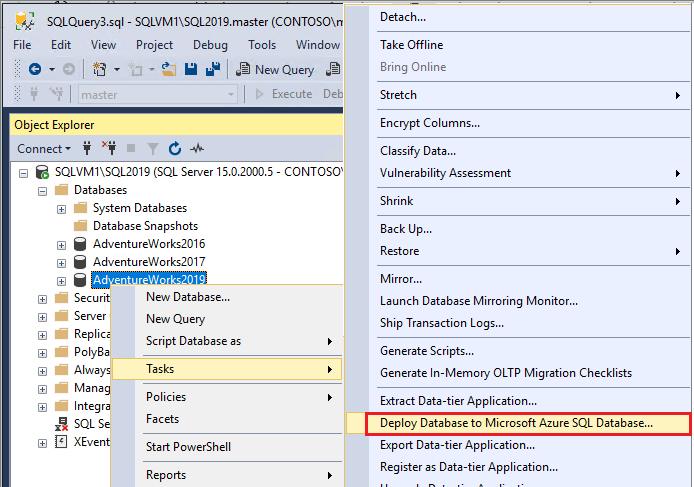 SQLQuery3.sql - SQLVM1\SQL2019.master (CONTOSO\m
File Edit View Project Tools Window
New Query
master
Execute Deb
Object Explorer
Connect
SQLVM1\SQL2019 (SQL Server 15.0.2000.5 - CONTOSO\
Databases
System Databases
Database Snapshots
AdventureWorks2016
AdventureWorks2017
AdventureWorks2019
Securit
Server
Replica
PolyBa
Always
Manag
Integra
SQL Se
XEvent
New Database...
New Query
Script Database as
Tasks
Policies
Facets
Start PowerShell
Reports
Detach...
Take Offline
Bring Online
Stretch
Encrypt Columns...
Classify Data...
Vulnerability Assessment
Shrink
Back Up...
Restore
Mirror...
Launch Database Mirroring Monitor...
Ship Transaction Logs...
Generate Scripts...
Generate In-Memory OLTP Migration Checklists
Extract Data-tier Application...
Deploy Database to Microsoft Azure SQL Database...
Export Data-tier Application...
Register as Data-tier Application...